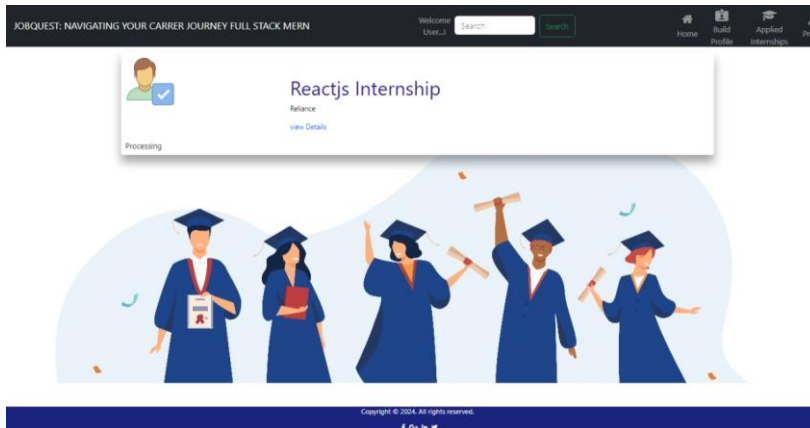 JOBQUEST: NAVIGATING YOUR CARRER JOURNEY FULL STACK MERN
Welcome
User...!
Search
Search
Home
Build
Profile
Applied
Internships
Reactjs Internship
Reliance
view Details
Processing
Copyright © 2024. All rights reserved.